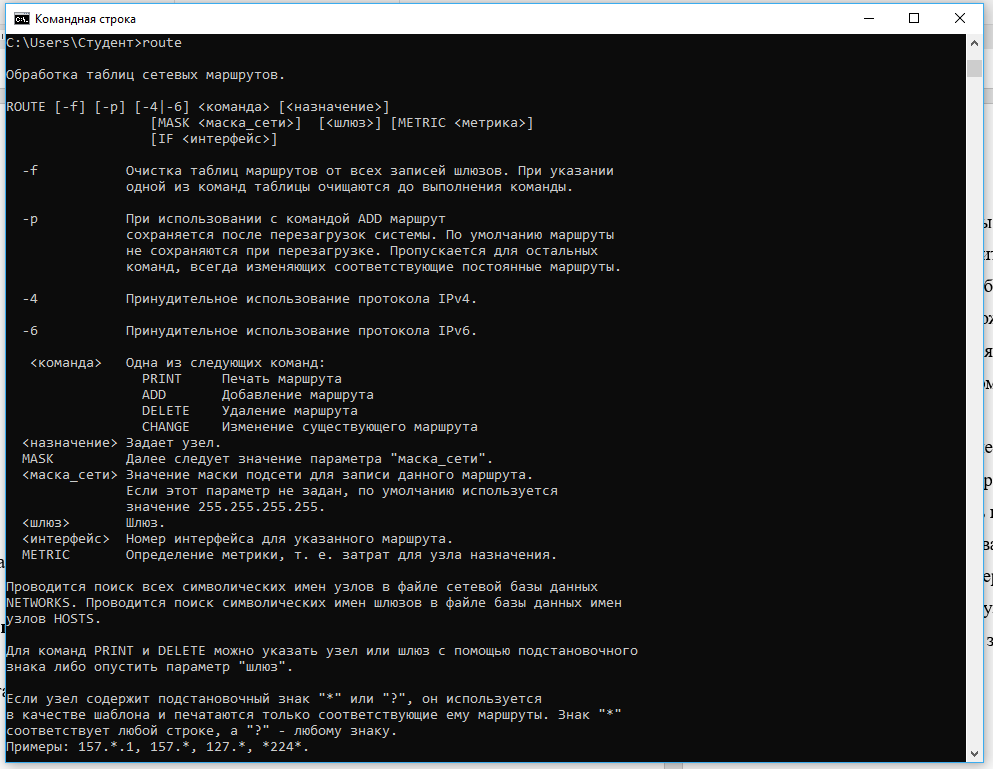 Командная строка
C:\Users\Студент>route
Обработка таблиц сетевых маршрутов.
ROUTE [-f] [-p] [-4|-6] <команда> [<назначение>]
[MASK <маска_сети>]  [<шлюз>] [METRIC <метрика>]
[IF <интерфейс>]
-f           Очистка таблиц маршрутов от всех записей шлюзов. При указании
одной из команд таблицы очищаются до выполнения команды.
-p           При использовании с командой ADD маршрут
сохраняется после перезагрузок системы. По умолчанию маршруты
не сохраняются при перезагрузке. Пропускается для остальных
команд, всегда изменяющих соответствующие постоянные маршруты.
-4           Принудительное использование протокола IPv4.
-6           Принудительное использование протокола IPv6.
<команда>   Одна из следующих команд:
PRINT     Печать маршрута
ADD       Добавление маршрута
DELETE    Удаление маршрута
CHANGE    Изменение существующего маршрута
<назначение> Задает узел.
MASK         Далее следует значение параметра "маска_сети".
<маска_сети> Значение маски подсети для записи данного маршрута.
Если этот параметр не задан, по умолчанию используется
значение 255.255.255.255.
<шлюз>       Шлюз.
<интерфейс>  Номер интерфейса для указанного маршрута.
METRIC       Определение метрики, т. е. затрат для узла назначения.
Проводится поиск всех символических имен узлов в файле сетевой базы данных
NETWORKS. Проводится поиск символических имен шлюзов в файле базы данных имен
узлов HOSTS.
Для команд PRINT и DELETE можно указать узел или шлюз с помощью подстановочного
знака либо опустить параметр "шлюз".
Если узел содержит подстановочный знак "*" или "?", он используется
в качестве шаблона и печатаются только соответствующие ему маршруты. Знак "*"
соответствует любой строке, а "?" - любому знаку.
Примеры: 157.*.1, 157.*, 127.*, *224*.